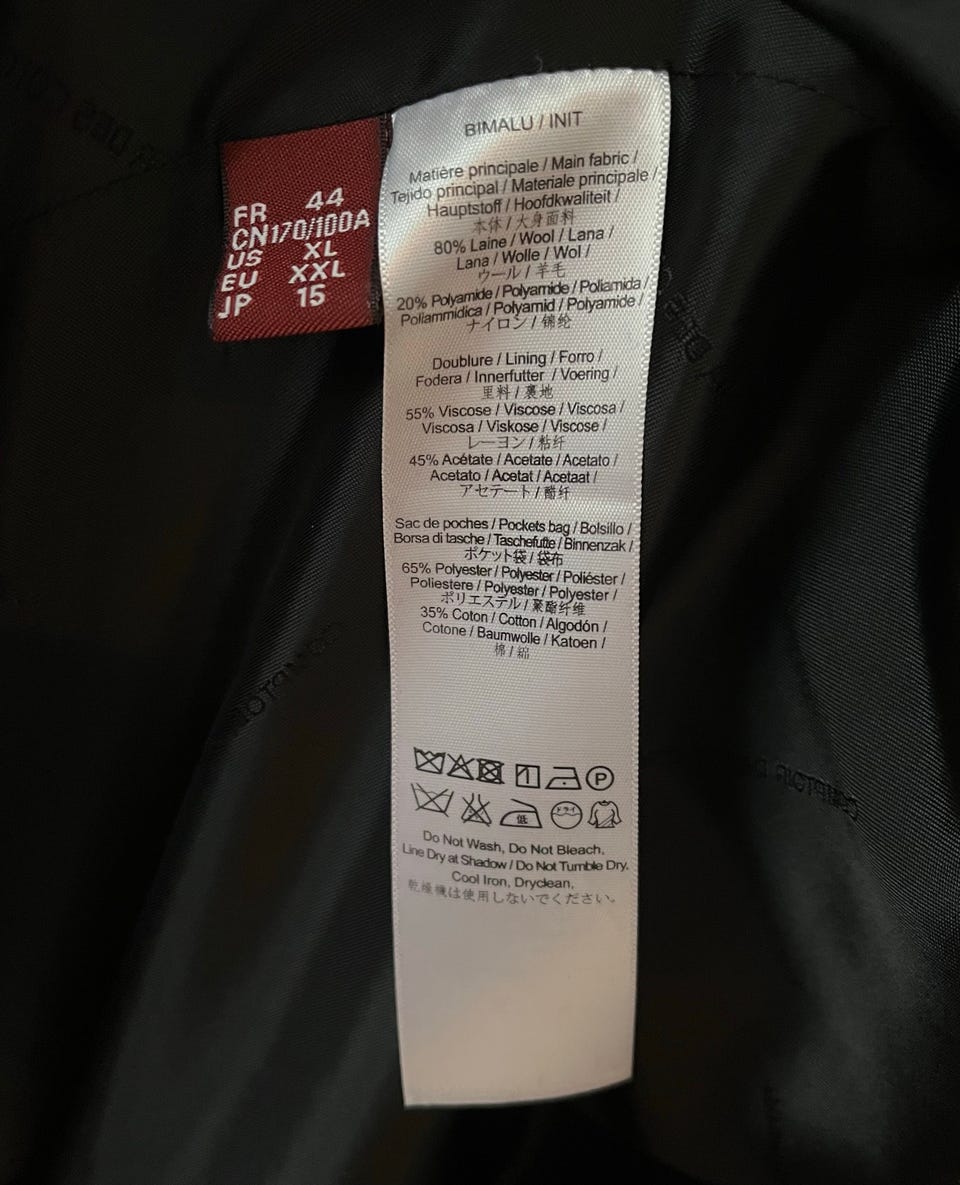 FR 44
CN 170/100A
US XL
EU XXL
JP 15
BIMALU / INIT
Matière principale / Main fabric /
Tejido principal / Materiale principale /
Hauptstoff / Hoofdkwaliteit /
本体 / 大身面料
80% Laine / Wool / Lana /
Lana / Wolle / Wol /
ウール / 羊毛
20% Polyamide / Polyamide / Poliamida /
Poliammidica / Polyamid / Polyamide /
ナイロン / 锦纶
Doublure / Lining / Forro /
Fodera / Innerfutter / Voering /
里料 / 裏地
55% Viscose / Viscose / Viscosa /
Viscosa / Viskose / Viscose /
レーヨン / 粘纤
45% Acétate / Acetate / Acetato /
Acetato / Acetat / Acetaat /
アセテート / 醋纤
Sac de poches / Pockets bag / Bolsillo /
Borsa di tasche / Taschefutte / Binnenzak /
ポケット袋 / 袋布
65% Polyester / Polyester / Poliéster /
Poliestere / Polyester / Polyester /
ポリエステル / 聚酯纤维
35% Coton / Cotton / Algodón /
Cotone / Baumwolle / Katoen /
棉 / 綿
P
低 ドライ
Do Not Wash, Do Not Bleach,
Line Dry at Shadow / Do Not Tumble Dry.
Cool Iron, Dryclean,
乾燥機は使用しないでください。